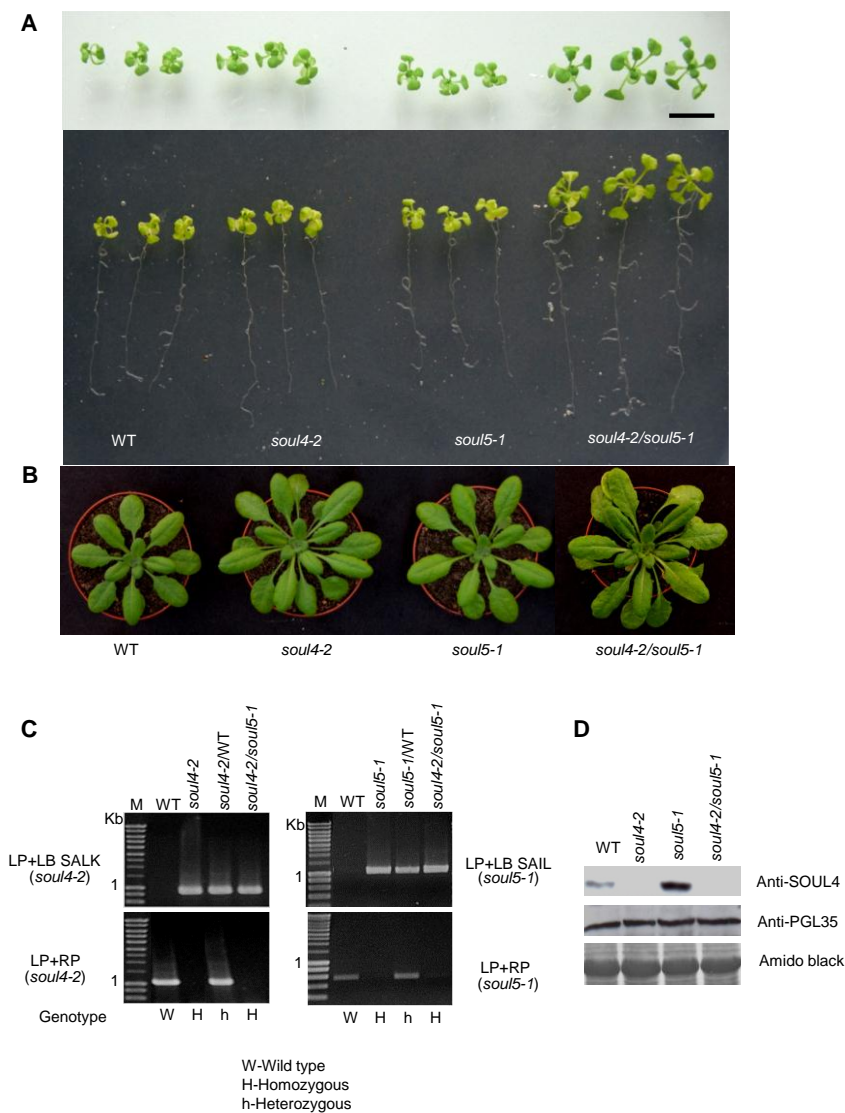 A
WT soul4-2 soul5-1 soul4-2/soul5-1
B
WT soul4-2 soul5-1 soul4-2/soul5-1
C
M WT soul4-2 soul4-2/WT soul4-2/soul5-1
Kb
LP+LB SALK
(soul4-2)
1
LP+RP
(soul4-2)
1
Genotype W H h H
M WT soul5-1 soul5-1/WT soul4-2/soul5-1
Kb
1
LP+LB SAIL
(soul5-1)
1
LP+RP
(soul5-1)
W H h H
W-Wild type
H-Homozygous
h-Heterozygous
D
WT soul4-2 soul5-1 soul4-2/soul5-1
Anti-SOUL4
Anti-PGL35
Amido black